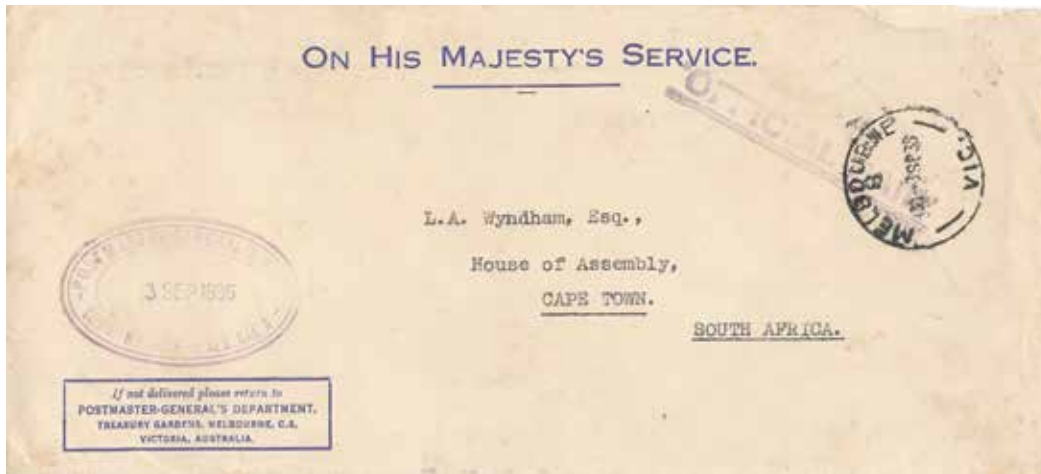 ON HIS MAJESTY'S SERVICE.
OFFICIAL
MELBOURNE
VIC.
L.A. Wyndham, Esq.,
House of Assembly,
CAPE TOWN.
SOUTH AFRICA.
3 SEP 1936
If not delivered please return to
POSTMASTER-GENERAL'S DEPARTMENT,
TREASURY GARDENS, MELBOURNE, C.2,
VICTORIA, AUSTRALIA.